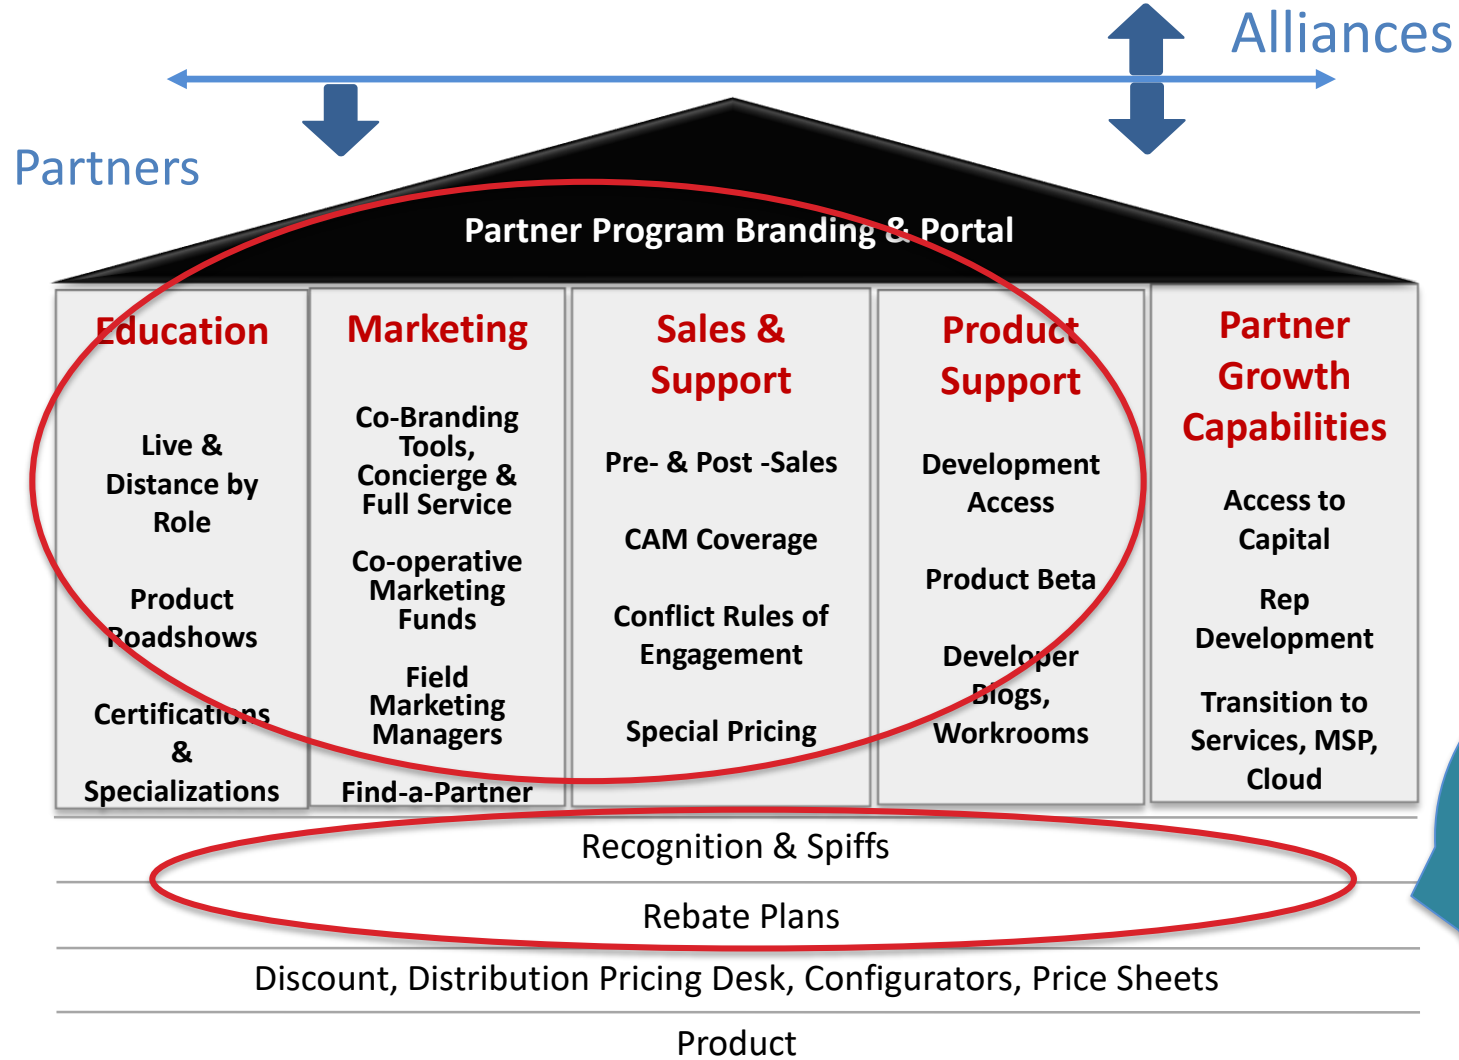 Alliances
Partners
Partner Program Branding & Portal
Education
Live &
Distance by
Role
Product
Roadshows
Certifications
&
Specializations
Marketing
Co-Branding
Tools,
Concierge &
Full Service
Co-operative
Marketing
Funds
Field
Marketing
Managers
Find-a-Partner
Sales &
Support
Pre- & Post -Sales
CAM Coverage
Conflict Rules of
Engagement
Special Pricing
Product
Support
Development
Access
Product Beta
Developer
Blogs,
Workrooms
Partner
Growth
Capabilities
Access to
Capital
Rep
Development
Transition to
Services, MSP,
Cloud
Recognition & Spiffs
Rebate Plans
Discount, Distribution Pricing Desk, Configurators, Price Sheets
Product